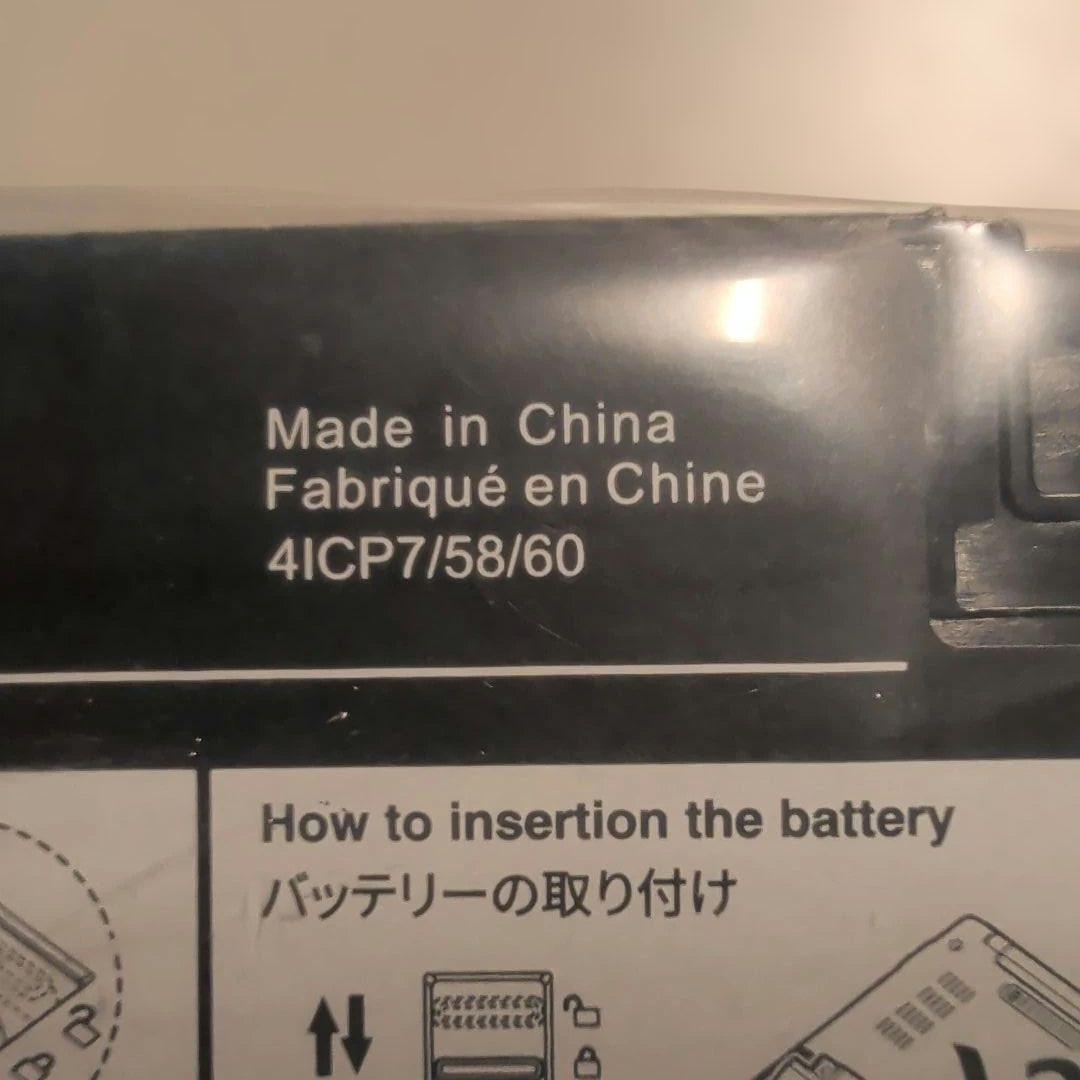 Made in China
Fabriqué en Chine
4ICP7/58/60
How to insertion the battery
バッテリーの取り付け